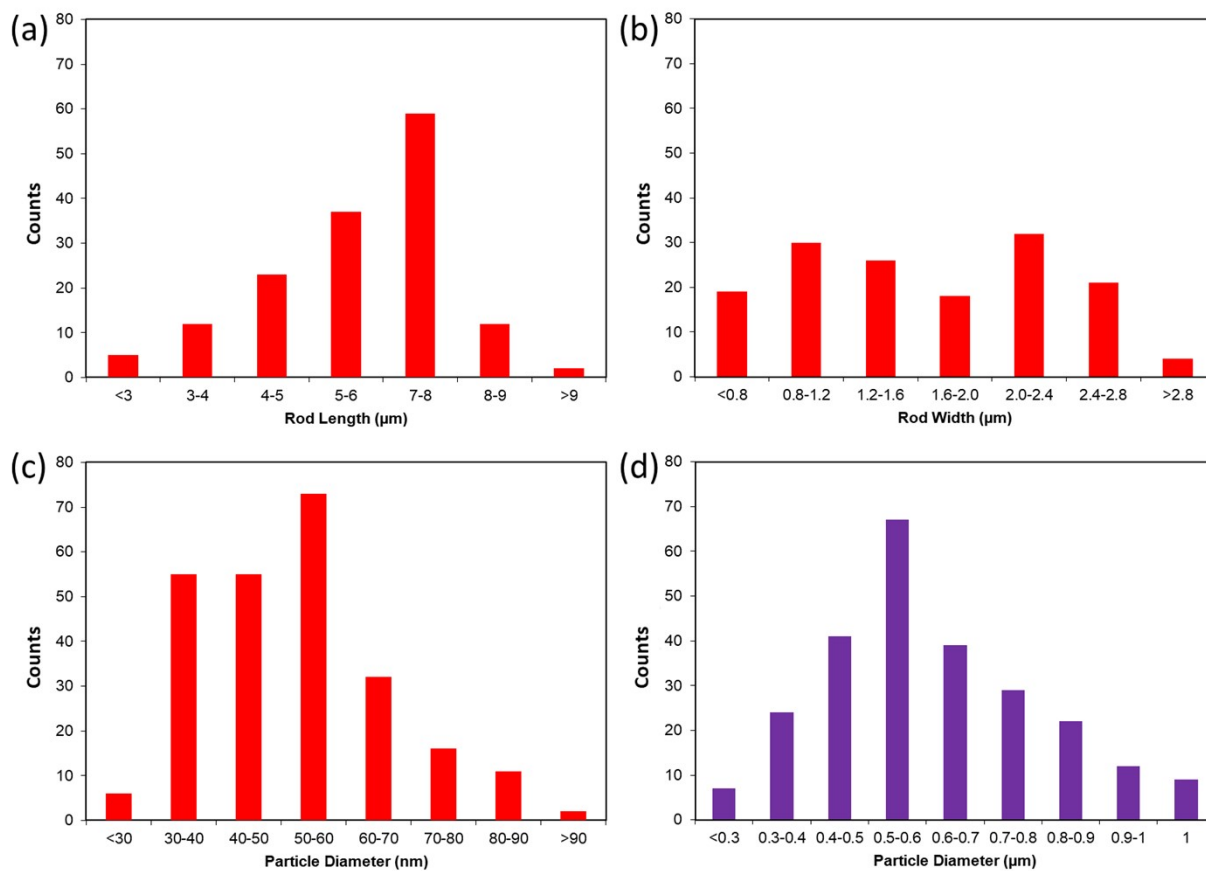 (a)
80
70
60
50
40
30
20
10
0
Counts
<3 3-4 4-5 5-6 7-8 8-9 >9
Rod Length (µm)
(b)
80
70
60
50
40
30
20
10
0
Counts
<0.8 0.8-1.2 1.2-1.6 1.6-2.0 2.0-2.4 2.4-2.8 >2.8
Rod Width (µm)
(c)
80
70
60
50
40
30
20
10
0
Counts
<30 30-40 40-50 50-60 60-70 70-80 80-90 >90
Particle Diameter (nm)
(d)
80
70
60
50
40
30
20
10
0
Counts
<0.3 0.3-0.4 0.4-0.5 0.5-0.6 0.6-0.7 0.7-0.8 0.8-0.9 0.9-1 1
Particle Diameter (µm)